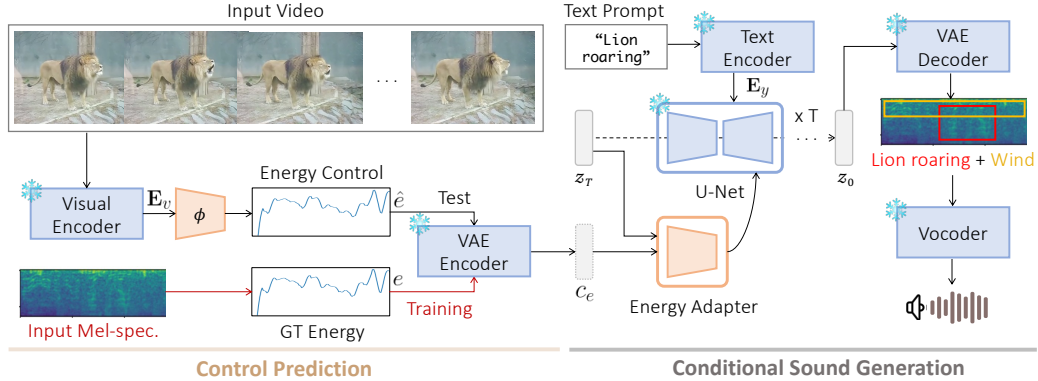 Input Video
. . .
Visual
Encoder
E_v
ϕ
Energy Control
ê
Test
VAE
Encoder
Input Mel-spec.
GT Energy
e
Training
Control Prediction
Text Prompt
“Lion
roaring”
Text
Encoder
E_y
x T
. . .
z_T
U-Net
z_0
c_e
Energy Adapter
VAE
Decoder
Lion roaring + Wind
Vocoder
Conditional Sound Generation